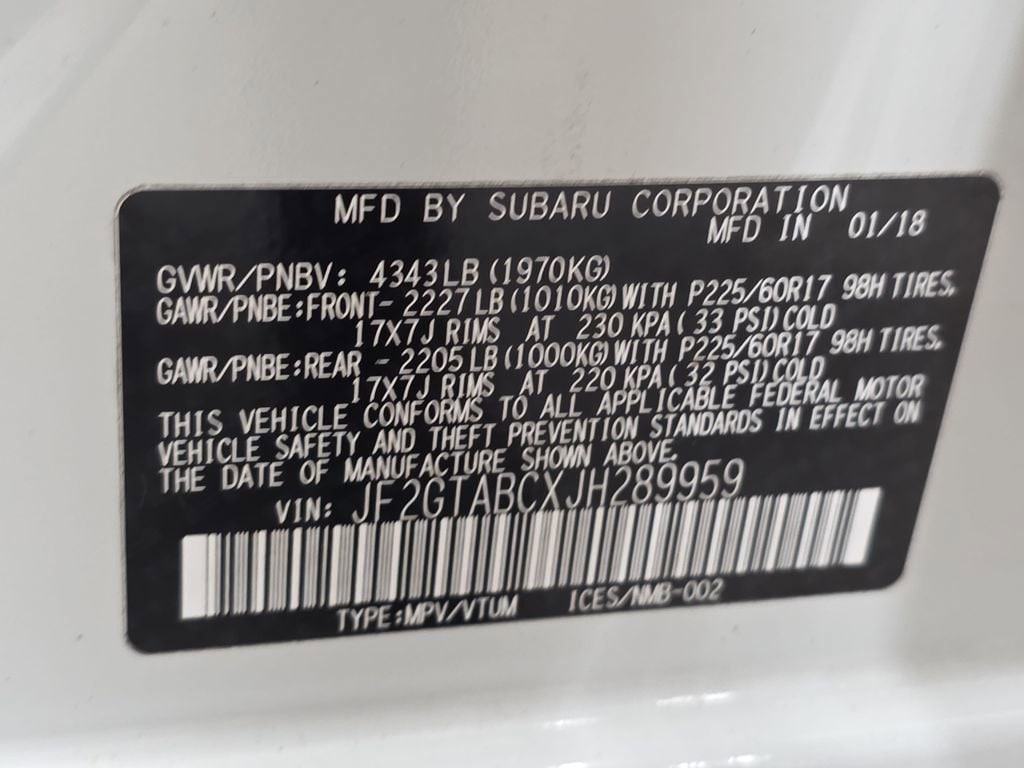 MFD BY SUBARU CORPORATION
MFD IN 01/18
GVWR/PNBV: 4343LB (1970KG)
GAWR/PNBE:FRONT- 2227 LB (1010KG) WITH P225/60R17 98H TIRES,
17X7J RIMS AT 230 KPA ( 33 PSI) COLD
GAWR/PNBE:REAR - 2205 LB (1000KG) WITH P225/60R17 98H TIRES,
17X7J RIMS AT 220 KPA ( 32 PSI) COLD
THIS VEHICLE CONFORMS TO ALL APPLICABLE FEDERAL MOTOR
VEHICLE SAFETY AND THEFT PREVENTION STANDARDS IN EFFECT ON
THE DATE OF MANUFACTURE SHOWN ABOVE.
VIN: JF2GTABCXJH289959
TYPE:MPV/VTUM ICES/NMB-002